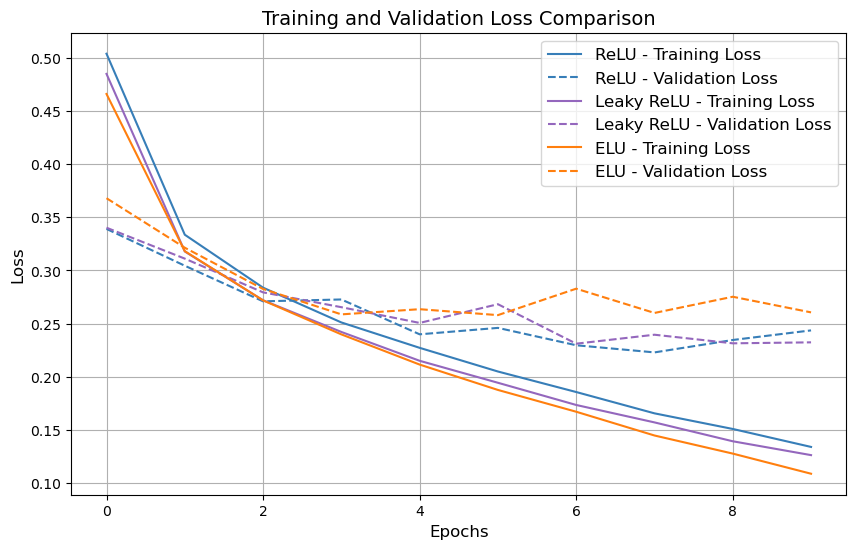 Training and Validation Loss Comparison
0.50
0.45
0.40
0.35
0.30
0.25
0.20
0.15
0.10
Loss
ReLU - Training Loss
ReLU - Validation Loss
Leaky ReLU - Training Loss
Leaky ReLU - Validation Loss
ELU - Training Loss
ELU - Validation Loss
0 2 4 6 8
Epochs